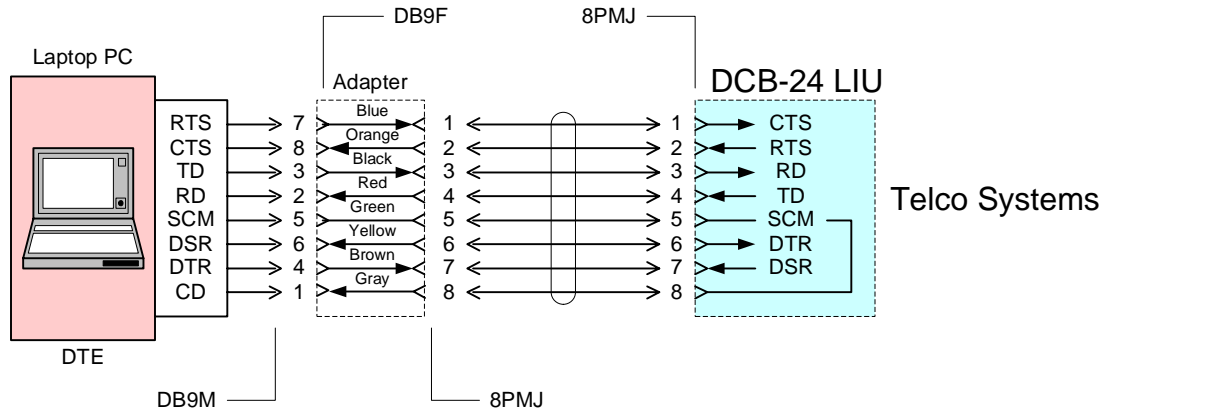 DB9F 8PMJ
Laptop PC
Adapter DCB-24 LIU
RTS 7 Blue 1 1 CTS
CTS 8 Orange 2 2 RTS
TD 3 Black 3 3 RD
RD 2 Red 4 4 TD
SCM 5 Green 5 5 SCM
DSR 6 Yellow 6 6 DTR
DTR 4 Brown 7 7 DSR
CD 1 Gray 8 8
Telco Systems
DTE
DB9M 8PMJ